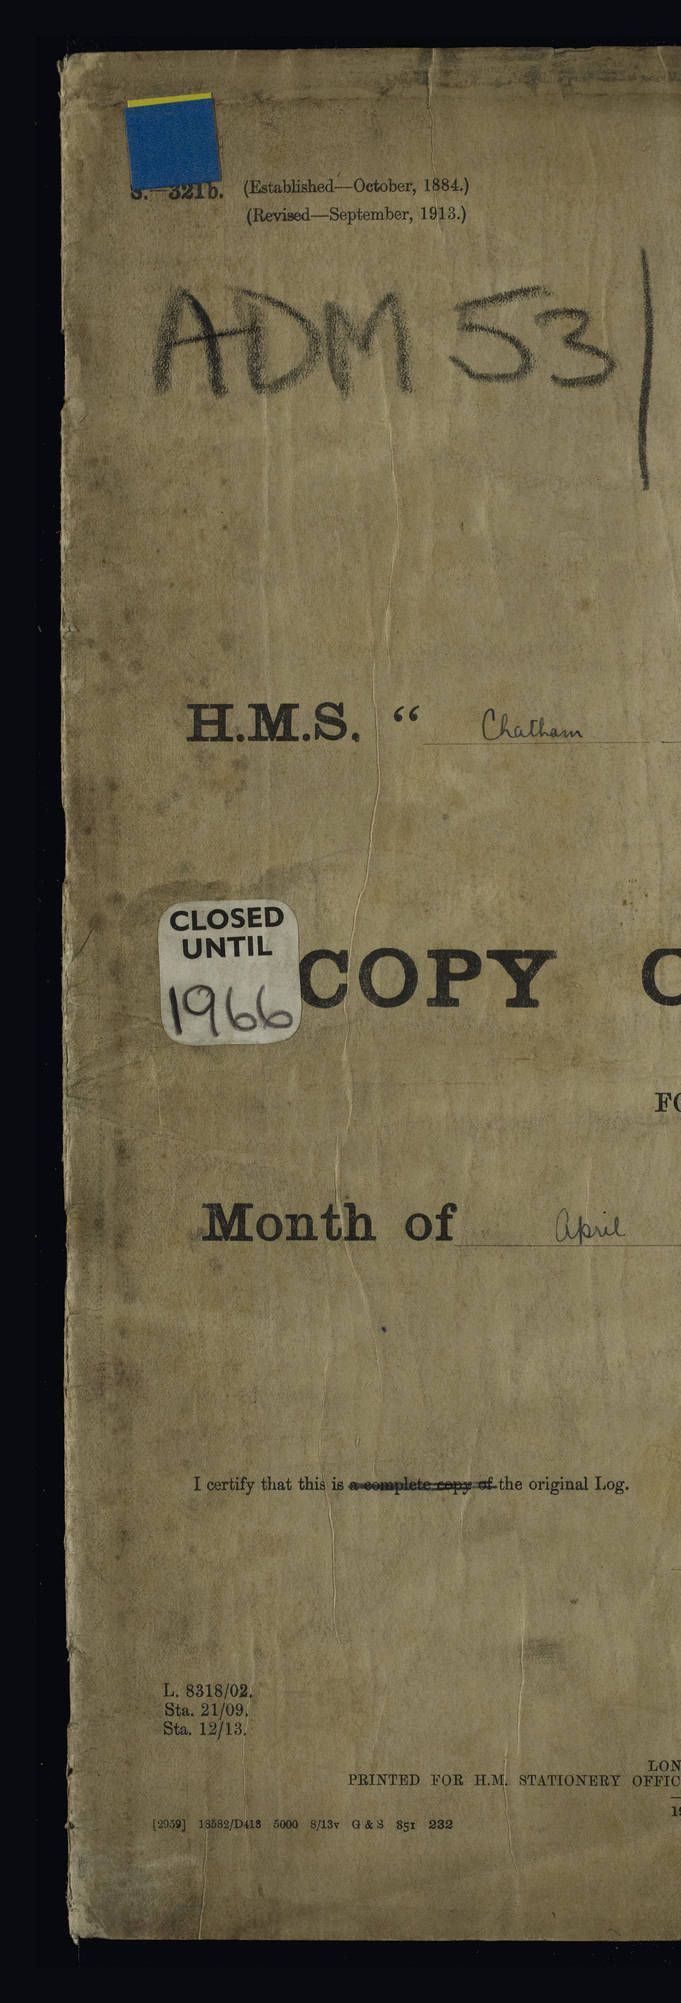 S.—321b. (Established—October, 1884.)
(Revised—September, 1913.)
ADM 53/
H.M.S. “ Chatham
CLOSED
UNTIL
1966
COPY
Month of April
I certify that this is a complete copy of the original Log.
L. 8318/02.
Sta. 21/09.
Sta. 12/13.
LON
PRINTED FOR H.M. STATIONERY OFFIC
[2959] 18582/D418 5000 8/13v G & S 851 232